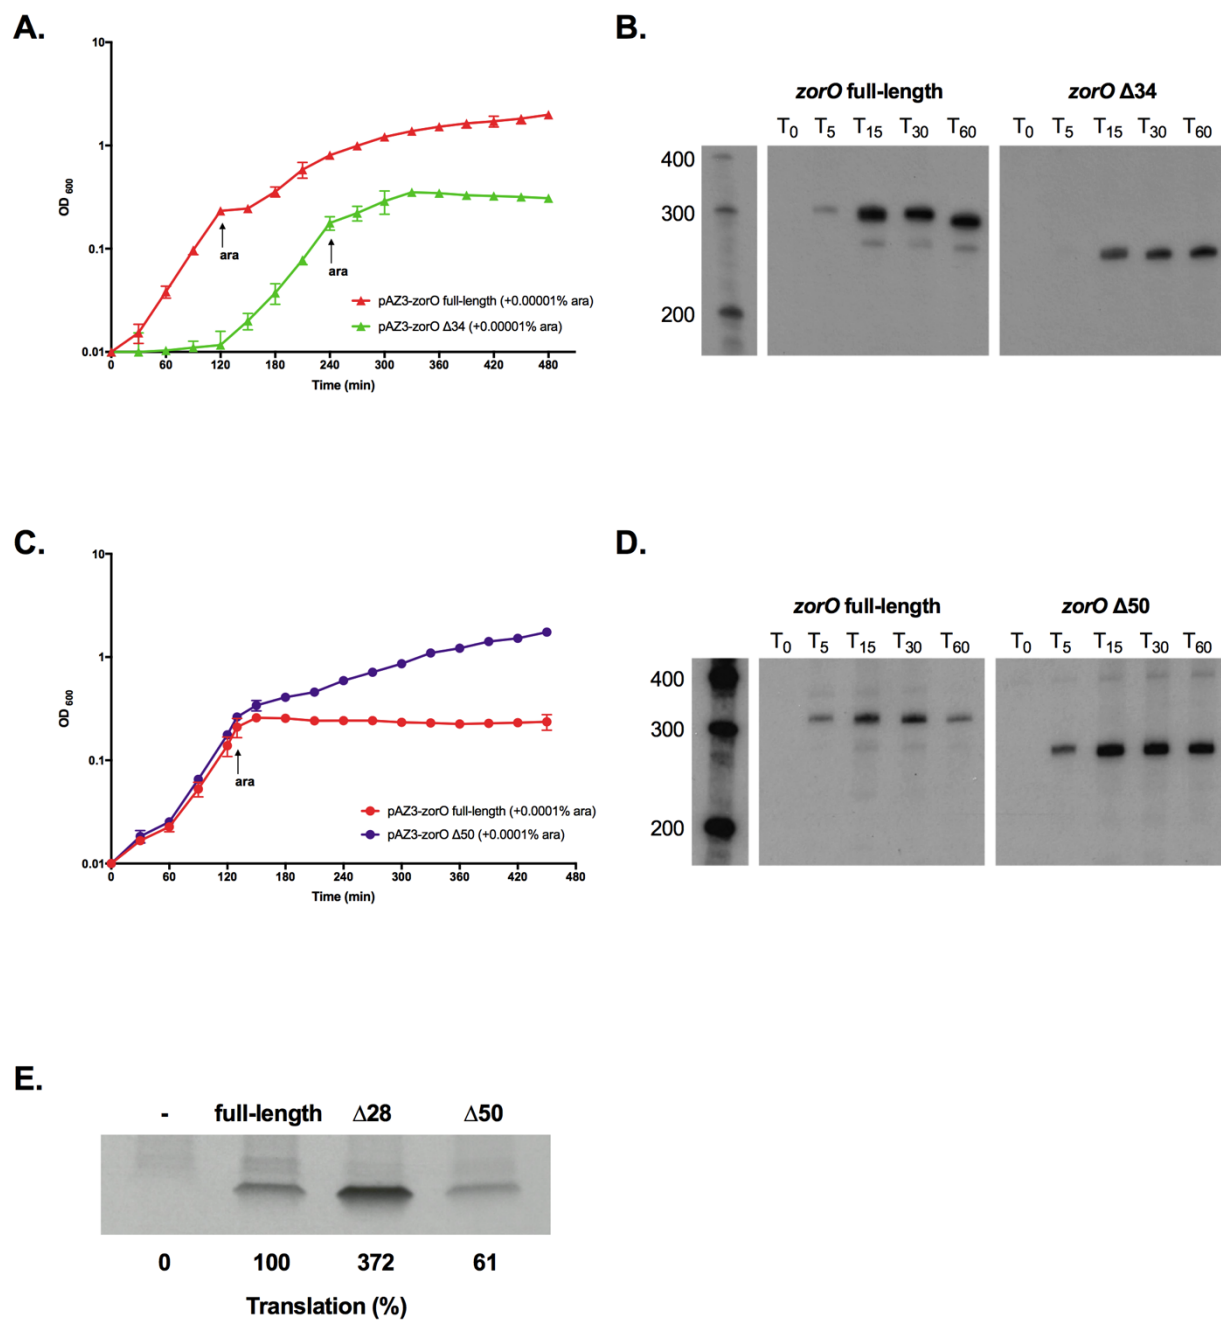 A.
10
1
0.1
0.01
OD 600
0 60 120 180 240 300 360 420 480
Time (min)
ara
ara
pAZ3-zorO full-length (+0.00001% ara)
pAZ3-zorO Δ34 (+0.00001% ara)
B.
zorO full-length
zorO Δ34
T0 T5 T15 T30 T60
T0 T5 T15 T30 T60
400
300
200
C.
10
1
0.1
0.01
OD 600
0 60 120 180 240 300 360 420 480
Time (min)
ara
pAZ3-zorO full-length (+0.0001% ara)
pAZ3-zorO Δ50 (+0.0001% ara)
D.
zorO full-length
zorO Δ50
T0 T5 T15 T30 T60
T0 T5 T15 T30 T60
400
300
200
E.
- full-length Δ28 Δ50
0 100 372 61
Translation (%)